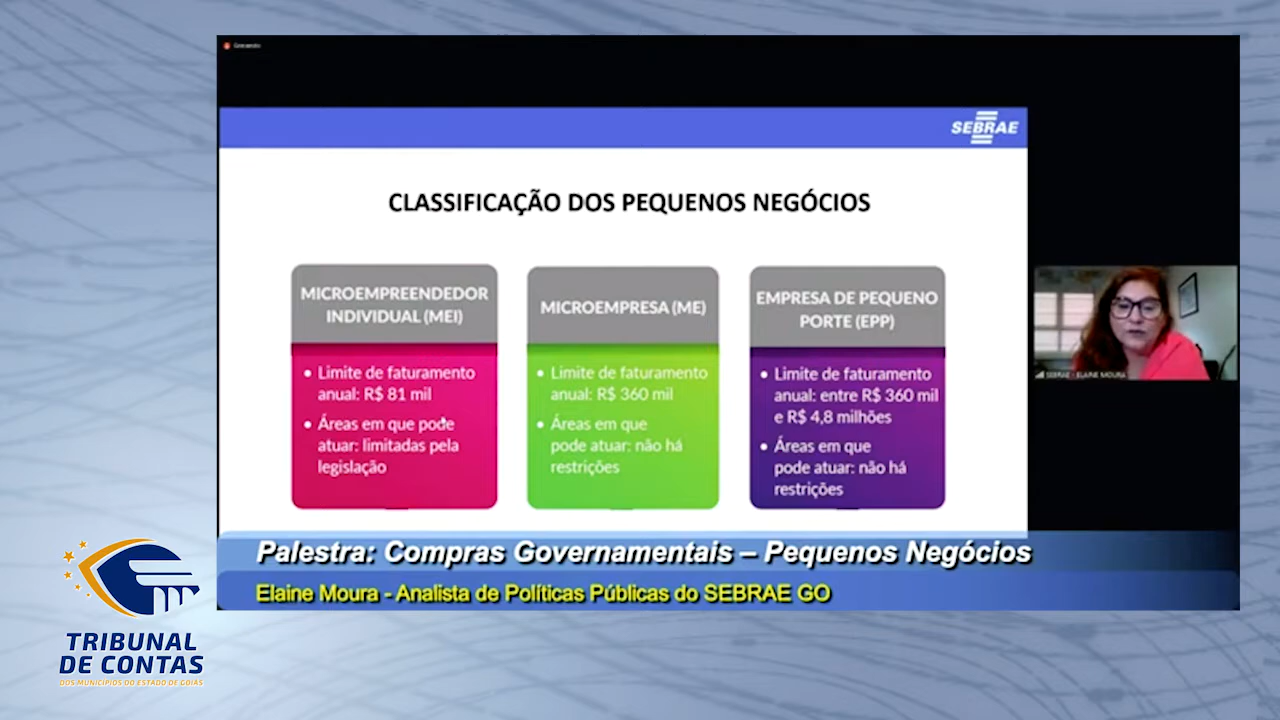 Gravando
SEBRAE
CLASSIFICAÇÃO DOS PEQUENOS NEGÓCIOS
MICROEMPREENDEDOR
INDIVIDUAL (MEI)
• Limite de faturamento
anual: R$ 81 mil
• Áreas em que pode
atuar: limitadas pela
legislação
MICROEMPRESA (ME)
• Limite de faturamento
anual: R$ 360 mil
• Áreas em que
pode atuar: não há
restrições
EMPRESA DE PEQUENO
PORTE (EPP)
• Limite de faturamento
anual: entre R$ 360 mil
e R$ 4,8 milhões
• Áreas em que
pode atuar: não há
restrições
SEBRAE - ELAINE MOURA
Palestra: Compras Governamentais – Pequenos Negócios
Elaine Moura - Analista de Políticas Públicas do SEBRAE GO
TRIBUNAL
DE CONTAS
DOS MUNICÍPIOS DO ESTADO DE GOIÁS